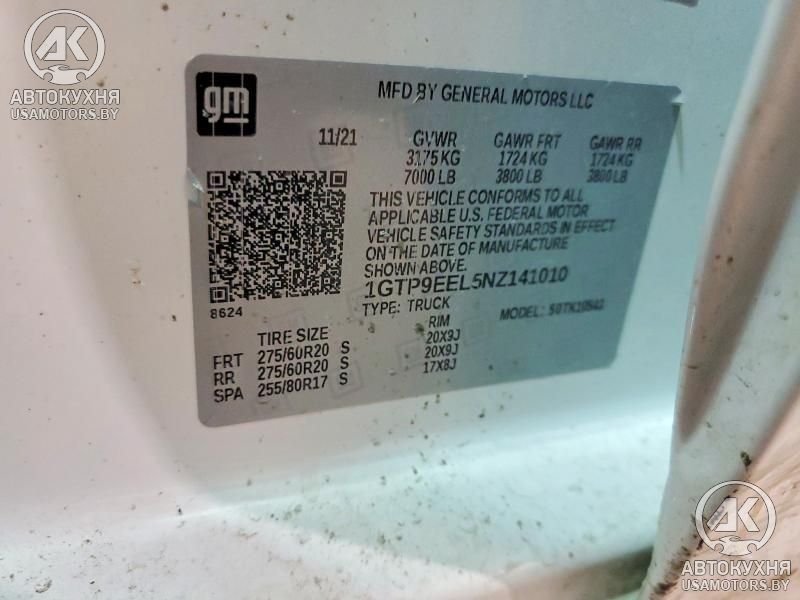 АК
АВТОКУХНЯ
USAMOTORS.BY
gm
MFD BY GENERAL MOTORS LLC
11/21 GVWR GAWR FRT GAWR RR
3175 KG 1724 KG 1724 KG
7000 LB 3800 LB 3800 LB
THIS VEHICLE CONFORMS TO ALL
APPLICABLE U.S. FEDERAL MOTOR
VEHICLE SAFETY STANDARDS IN EFFECT
ON THE DATE OF MANUFACTURE
SHOWN ABOVE.
1GTP9EEL5NZ141010
8624
TYPE: TRUCK MODEL:
TIRE SIZE RIM
FRT 275/60R20 S 20X9J
RR 275/60R20 S 20X9J
SPA 255/80R17 S 17X8J
АК
АВТОКУХНЯ
USAMOTORS.BY